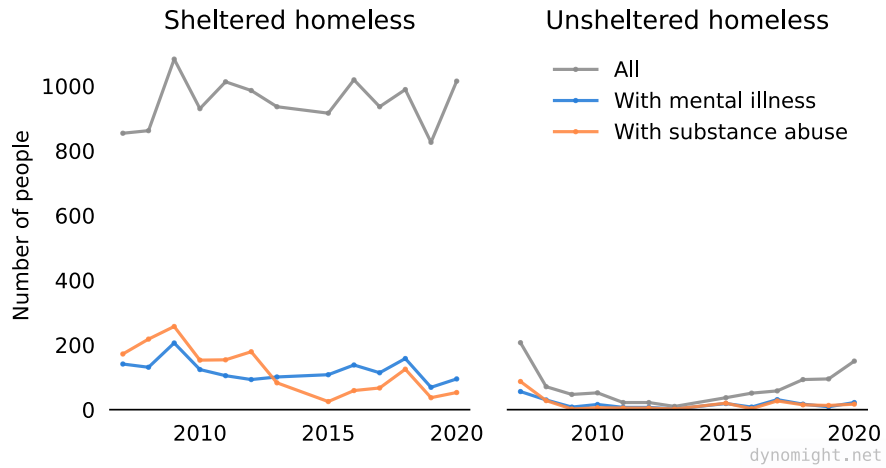 Sheltered homeless
Unsheltered homeless
Number of people
1000
800
600
400
200
0
2010
2015
2020
All
With mental illness
With substance abuse
2010
2015
2020
dynomight.net